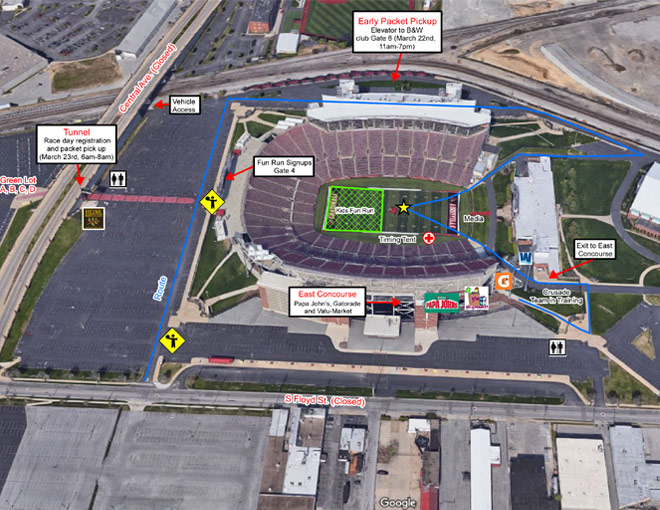 Early Packet Pickup
Elevator to B&W
club Gate 6 (March 22nd,
11am-7pm)
Central Ave. (Closed)
Vehicle
Access
Tunnel
Race day registration
and packet pick up
(March 23rd, 6am-8am)
Green Lot
A, B, C, D
Fun Run Signups
Gate 4
Kids Fun Run
LOUISVILLE
Media
Timing Tent
Route
W
Exit to East
Concourse
G
Crusade
Team in Training
East Concourse
Papa John's, Gatorade
and Valu-Market
PAPA JOHNS
S Floyd St. (Closed)
Google